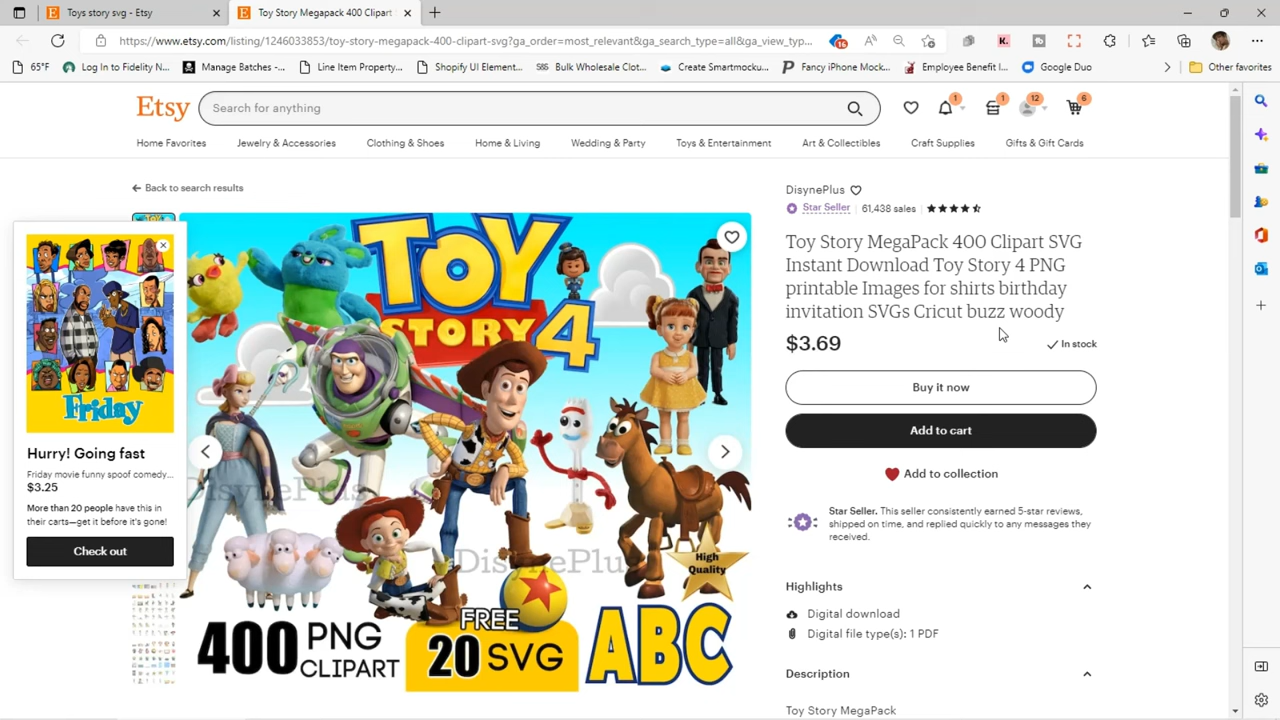 Toys story svg - Etsy
Toy Story Megapack 400 Clipart
https://www.etsy.com/listing/1246033853/toy-story-megapack-400-clipart-svg?ga_order=most_relevant&ga_search_type=all&ga_view_typ...
16
65°F
Log In to Fidelity N...
Manage Batches -...
Line Item Property...
Shopify UI Element...
Bulk Wholesale Clot...
Create Smartmocku...
Fancy iPhone Mock...
Employee Benefit I...
Google Duo
Other favorites
Etsy
Search for anything
1
1
12
6
Home Favorites
Jewelry & Accessories
Clothing & Shoes
Home & Living
Wedding & Party
Toys & Entertainment
Art & Collectibles
Craft Supplies
Gifts & Gift Cards
Back to search results
Friday
Hurry! Going fast
Friday movie funny spoof comedy...
$3.25
More than 20 people have this in
their carts—get it before it's gone!
Check out
TOY
STORY 4
DisynePlus
DisynePlus
High
Quality
400 PNG
CLIPART
FREE
20 SVG
ABC
DisynePlus
Star Seller
61,438 sales
Toy Story MegaPack 400 Clipart SVG
Instant Download Toy Story 4 PNG
printable Images for shirts birthday
invitation SVGs Cricut buzz woody
$3.69
In stock
Buy it now
Add to cart
Add to collection
Star Seller. This seller consistently earned 5-star reviews,
shipped on time, and replied quickly to any messages they
received.
Highlights
Digital download
Digital file type(s): 1 PDF
Description
Toy Story MegaPack